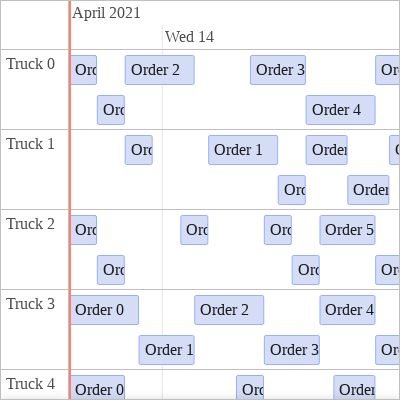 April 2021
Wed 14
Truck 0
Ord
Order 2
Order 3
Or
Ord
Order 4
Truck 1
Ord
Order 1
Order
Ord
Order
Truck 2
Ord
Ord
Ord
Order 5
Ord
Ord
Or
Truck 3
Order 0
Order 2
Order 4
Order 1
Order 3
Or
Truck 4
Order 0
Ord
Order